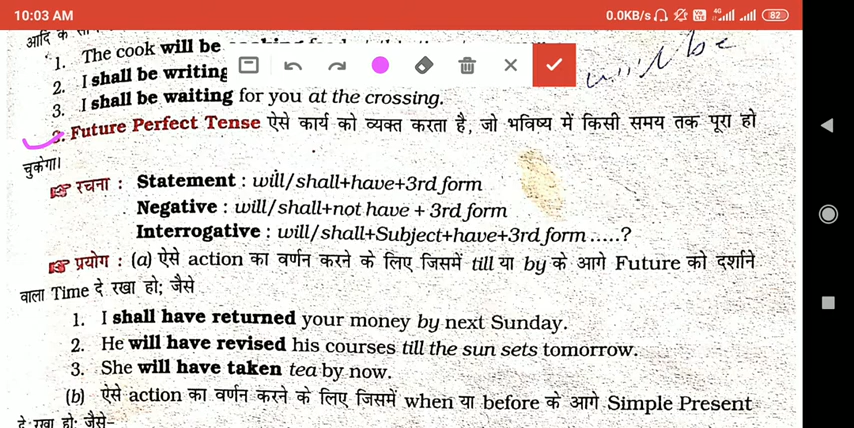 10:03 AM 0.0KB/s 4G 82
आदि के
1. The cook will be
2. I shall be writing
3. I shall be waiting for you at the crossing.
will be
3. Future Perfect Tense ऐसे कार्य को व्यक्त करता है, जो भविष्य में किसी समय तक पूरा हो
चुकेगा।
रचना : Statement : will/shall+have+3rd form
Negative : will/shall+not have + 3rd form
Interrogative : will/shall+Subject+have+3rd form .....?
प्रयोग : (a) ऐसे action का वर्णन करने के लिए जिसमें till या by के आगे Future को दर्शाने
वाला Time दे रखा हो; जैसे
1. I shall have returned your money by next Sunday.
2. He will have revised his courses till the sun sets tomorrow.
3. She will have taken tea by now.
(b) ऐसे action का वर्णन करने के लिए जिसमें when या before के आगे Simple Present
दे रखा हो; जैसे–